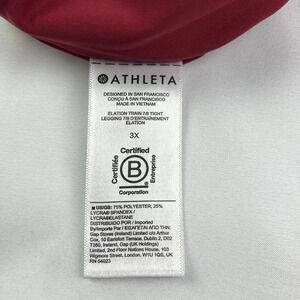 ATHLETA
DESIGNED IN SAN FRANCISCO
CONÇU À SAN FRANCISCO
MADE IN VIETNAM
ELATION TRAIN 7/8 TIGHT
LEGGING 7/8 D'ENTRAÎNEMENT
ELATION
3X
Certified
Certifiée
B
Entreprise
Corporation
US/GB: 75% POLYESTER, 25%
LYCRA® SPANDEX /
LYCRA®ELASTANE
DISTRIBUIDO POR / Imported
By/Importe Par / ΕΙΣΑΓΕΤΑΙ ΑΠΟ ΤΗΝ:
Gap Stores (Ireland) Limited c/o Arthur
Cox, 10 Earlsfort Terrace, Dublin 2, D02
T380, Ireland, Gap (UK Holdings)
Limited, 2nd Floor Nations House, 103
Wigmore Street, London, W1U 1QS, UK
RN 54023